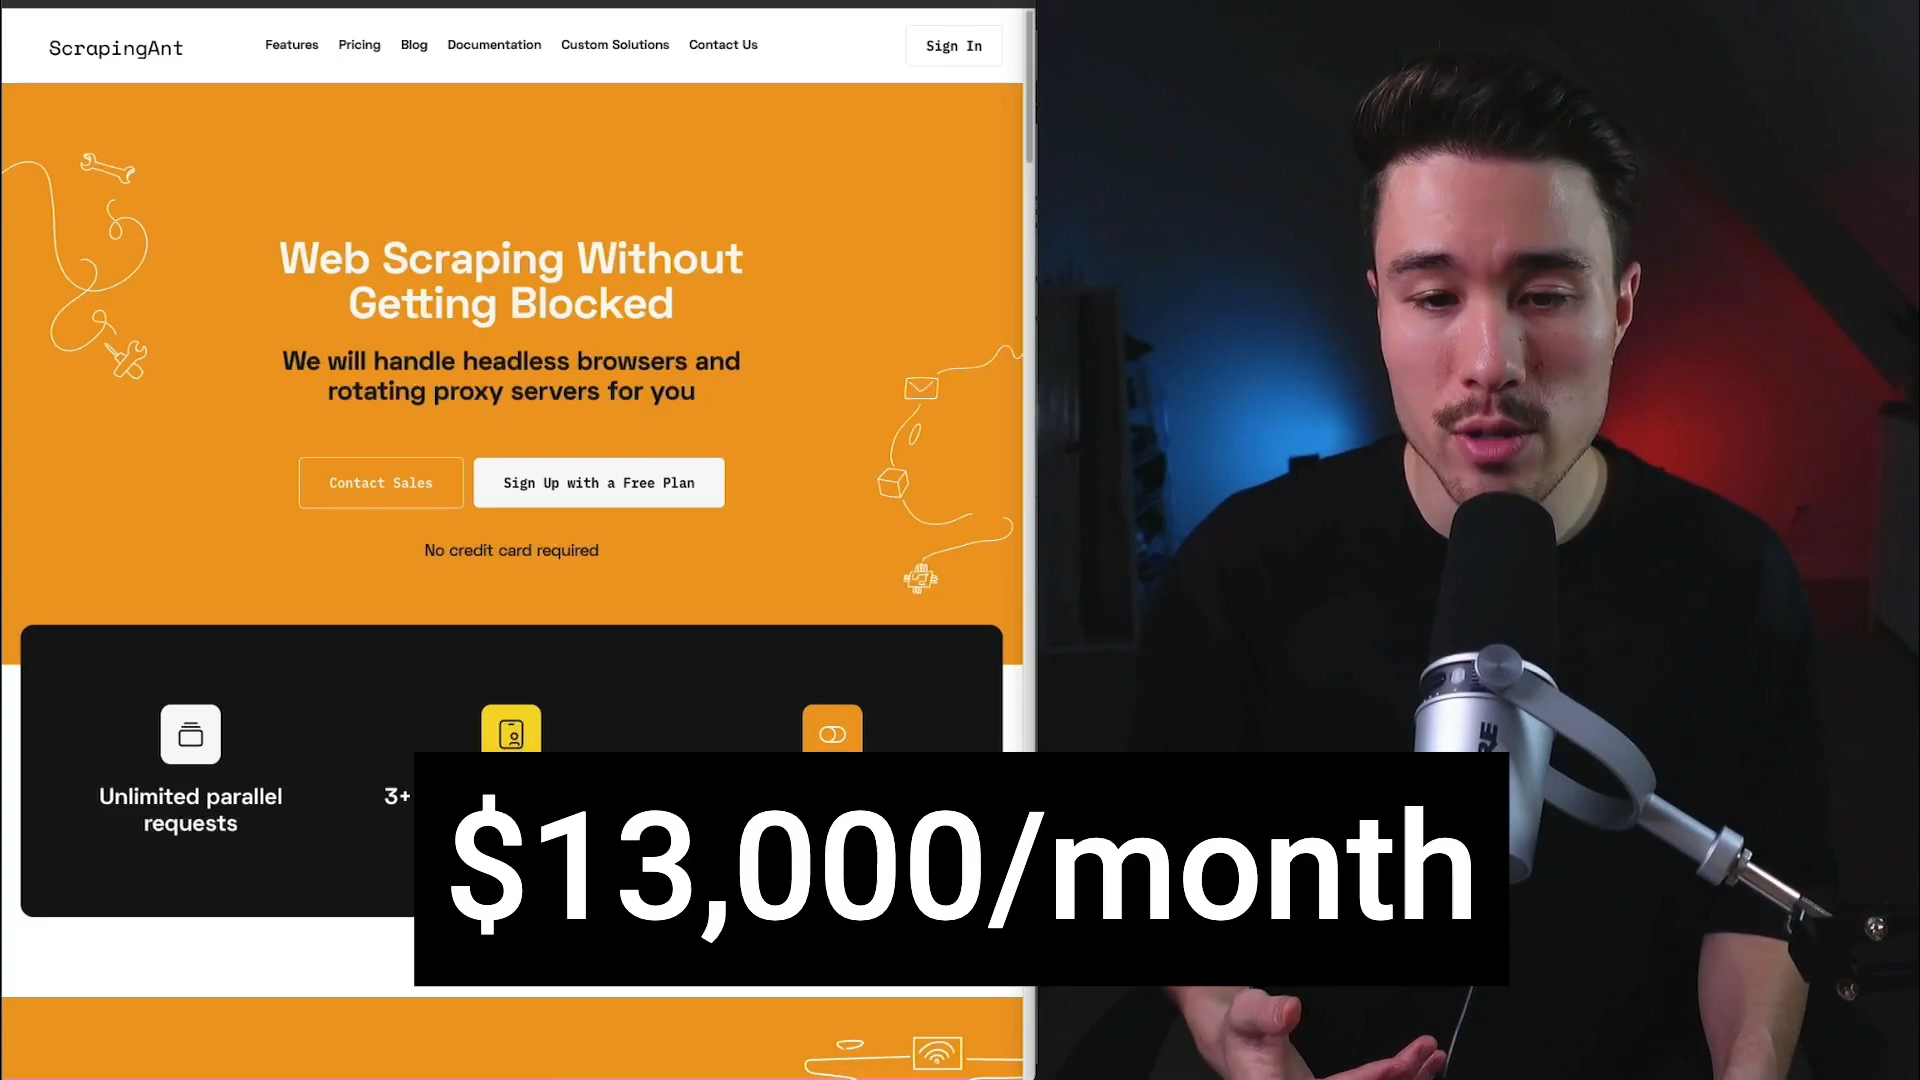 ScrapingAnt
Features Pricing Blog Documentation Custom Solutions Contact Us
Sign In
Web Scraping Without
Getting Blocked
We will handle headless browsers and
rotating proxy servers for you
Contact Sales
Sign Up with a Free Plan
No credit card required
Unlimited parallel
requests
3+
$13,000/month
RE